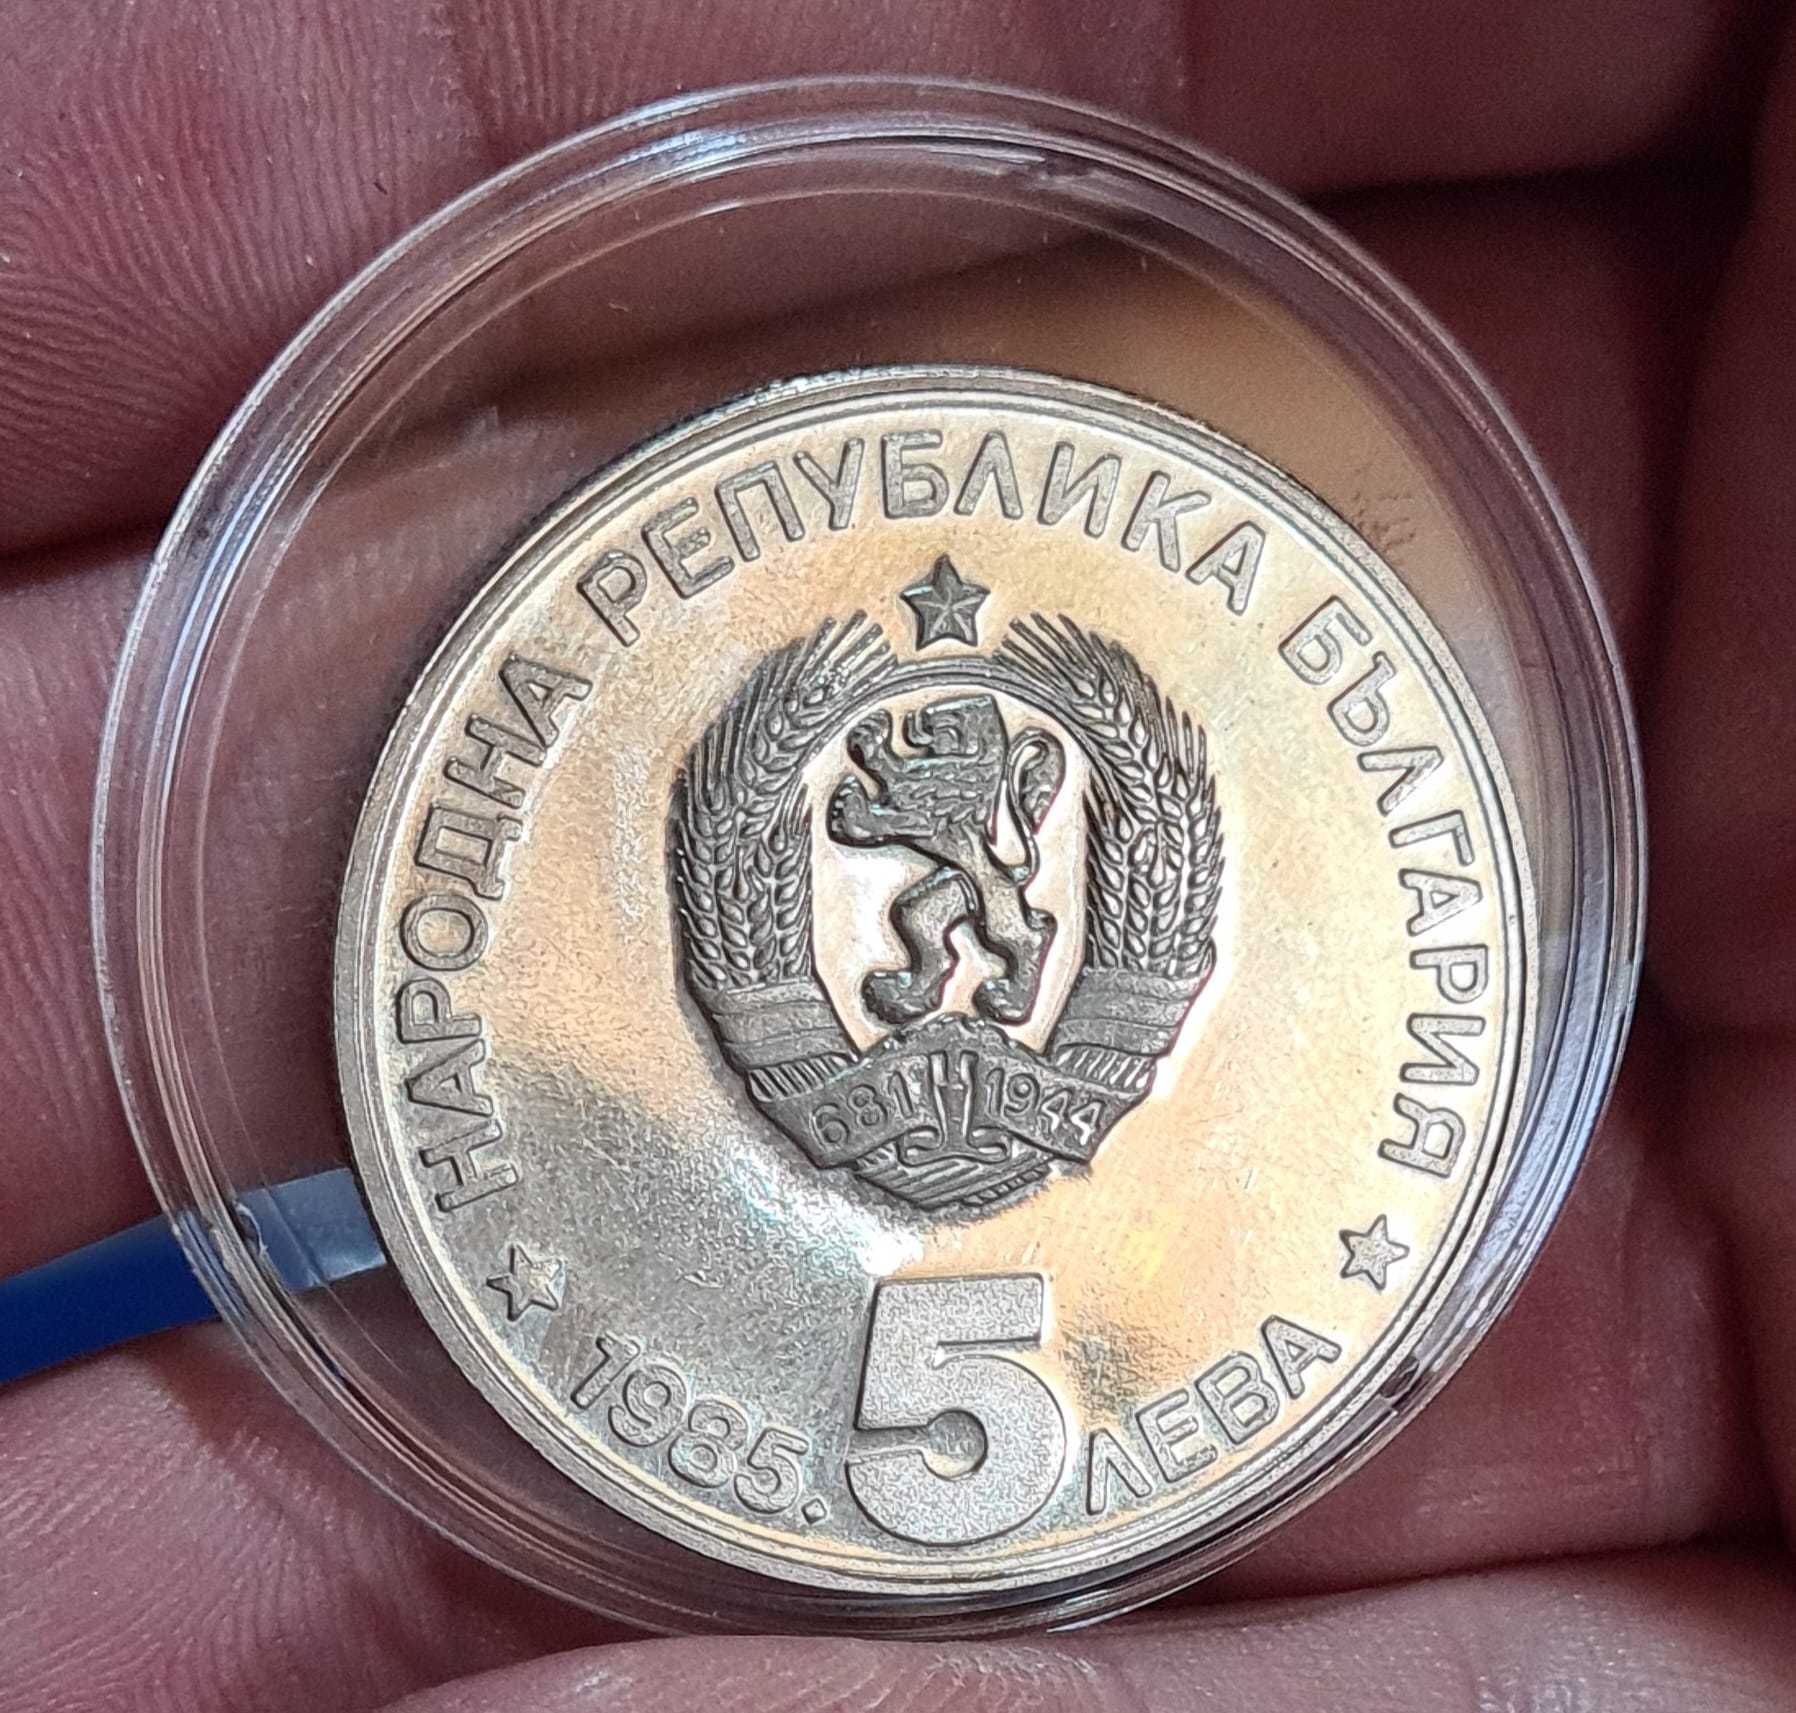 НАРОДНА РЕПУБЛИКА БЪЛГАРИЯ
681 1944
1985. 5 ЛЕВА